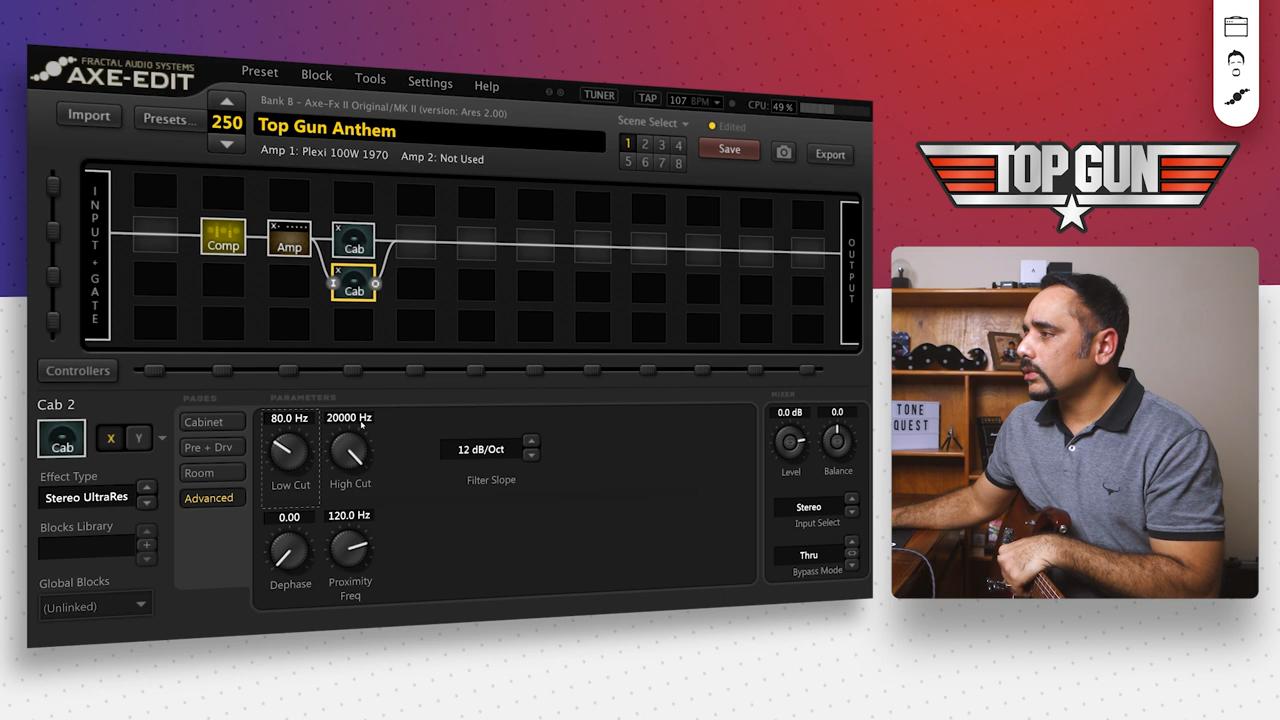 FRACTAL AUDIO SYSTEMS
AXE-EDIT
Preset Block Tools Settings Help
TUNER TAP 107 BPM CPU: 49 %
Import Presets... 250
Bank B - Axe-Fx II Original/MK II (version: Ares 2.00)
Top Gun Anthem
Amp 1: Plexi 100W 1970 Amp 2: Not Used
Scene Select
1 2 3 4
5 6 7 8
Edited
Save Export
INPUT + GATE
Comp Amp Cab
Cab
OUTPUT
Controllers
Cab 2
Cab X Y
Effect Type
Stereo UltraRes
Blocks Library
Global Blocks
(Unlinked)
PAGES
Cabinet
Pre + Drv
Room
Advanced
PARAMETERS
80.0 Hz 20000 Hz
Low Cut High Cut
12 dB/Oct
Filter Slope
0.00 120.0 Hz
Dephase Proximity
Freq
MIXER
0.0 dB 0.0
Level Balance
Stereo
Input Select
Thru
Bypass Mode
TOP GUN
TONE
QUEST